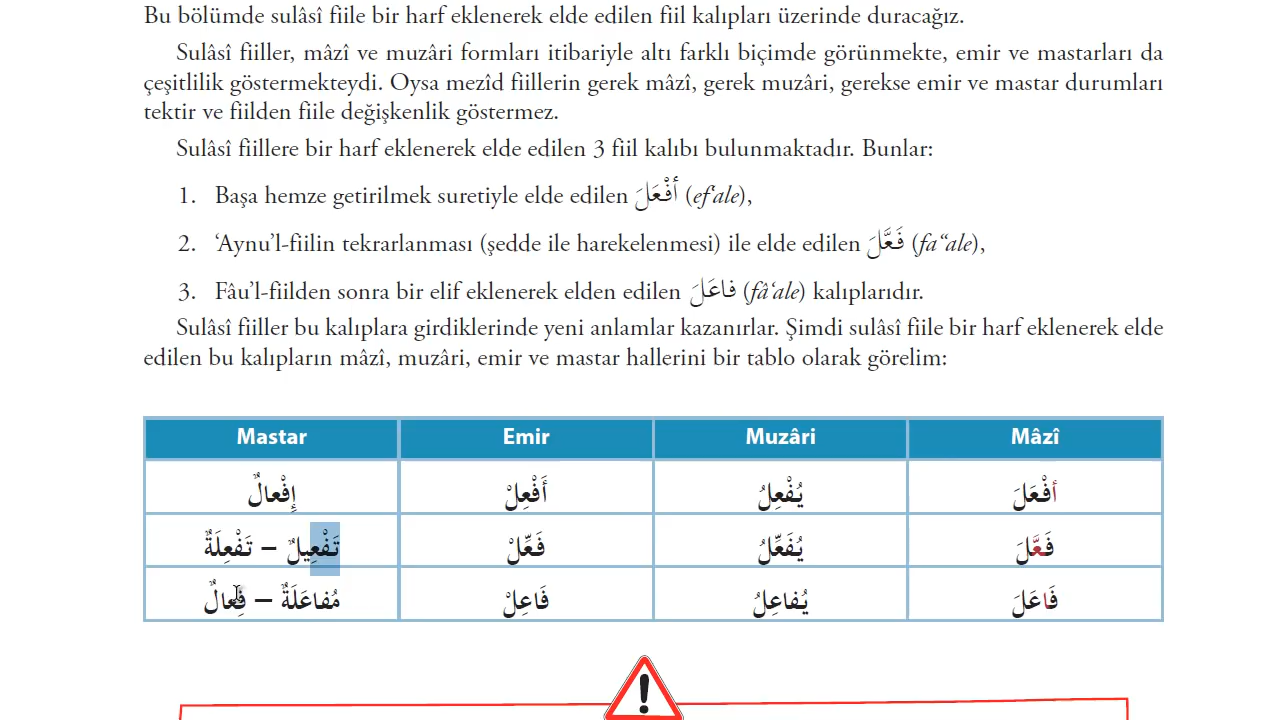 Bu bölümde sulâsî fiile bir harf eklenerek elde edilen fiil kalıpları üzerinde duracağız.
Sulâsî fiiller, mâzî ve muzâri formları itibariyle altı farklı biçimde görünmekte, emir ve mastarları da
çeşitlilik göstermekteydi. Oysa mezîd fiillerin gerek mâzî, gerek muzâri, gerekse emir ve mastar durumları
tektir ve fiilden fiile değişkenlik göstermez.
Sulâsî fiillere bir harf eklenerek elde edilen 3 fiil kalıbı bulunmaktadır. Bunlar:
1. Başa hemze getirilmek suretiyle elde edilen أفْعَلَ (ef‘ale),
2. ‘Aynu’l-fiilin tekrarlanması (şedde ile harekelenmesi) ile elde edilen فَعَّلَ (fa“ale),
3. Fâu’l-fiilden sonra bir elif eklenerek elden edilen فاعَلَ (fâ‘ale) kalıplarıdır.
Sulâsî fiiller bu kalıplara girdiklerinde yeni anlamlar kazanırlar. Şimdi sulâsî fiile bir harf eklenerek elde
edilen bu kalıpların mâzî, muzâri, emir ve mastar hallerini bir tablo olarak görelim:
Mastar Emir Muzâri Mâzî
إِفْعالٌ أَفْعِلْ يُفْعِلُ أفْعَلَ
تَفْعِيلٌ – تَفْعِلَةٌ فَعِّلْ يُفَعِّلُ فَعَّلَ
مُفاعَلَةٌ – فِعالٌ فَاعِلْ يُفاعِلُ فَاعَلَ